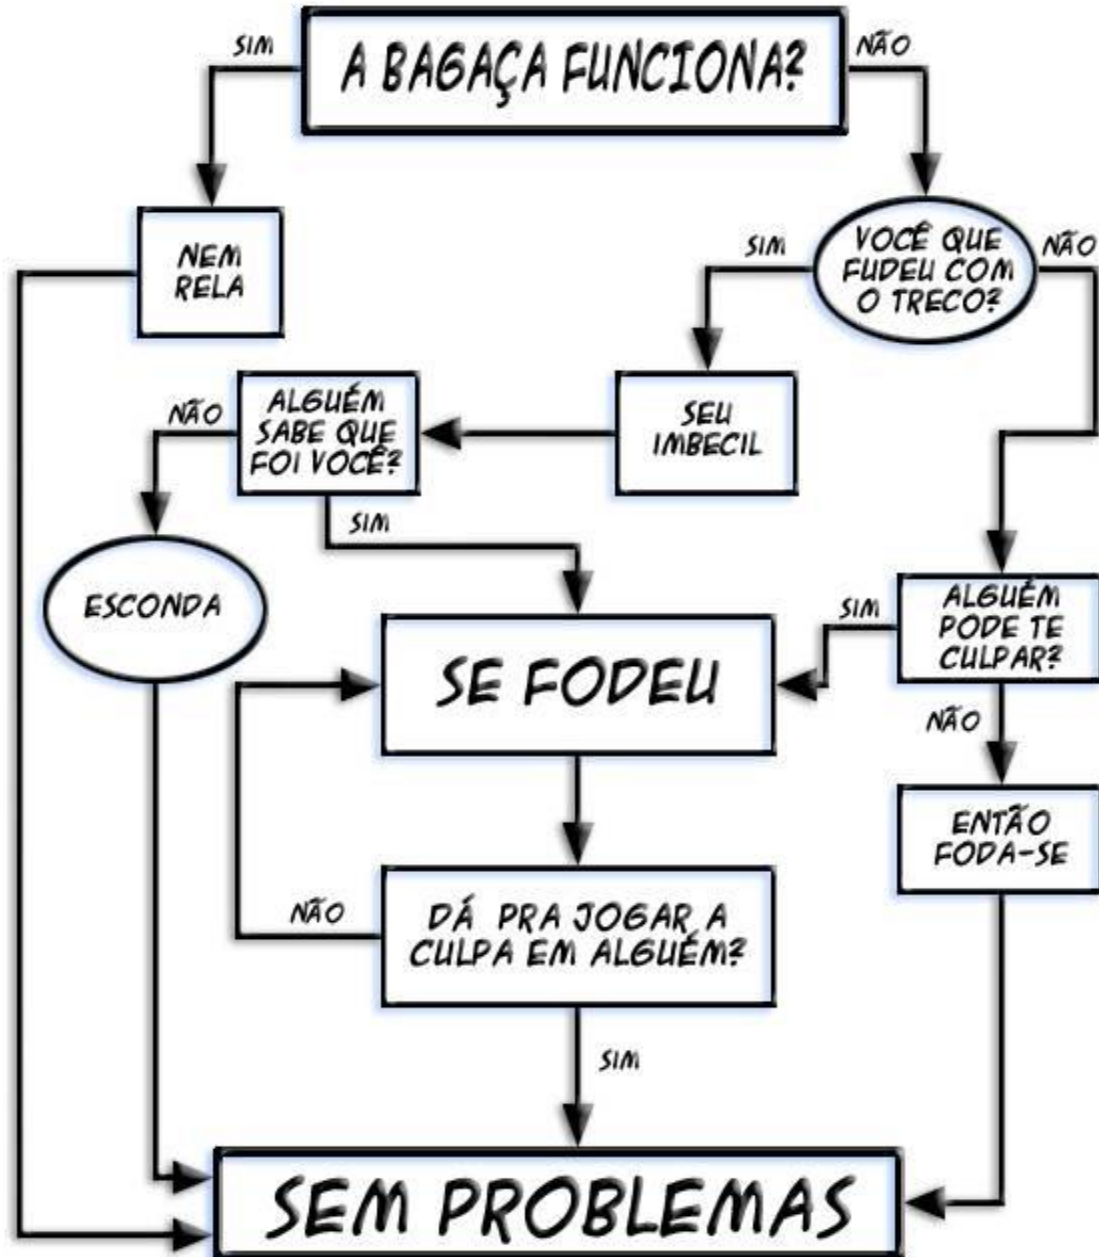 SIM
A BAGAÇA FUNCIONA?
NÃO
NEM
RELA
SIM
VOCÊ QUE
FUDEU COM
O TRECO?
NÃO
NÃO
ALGUÉM
SABE QUE
FOI VOCÊ?
SEU
IMBECIL
SIM
ESCONDA
SE FODEU
SIM
ALGUÉM
PODE TE
CULPAR?
NÃO
ENTÃO
FODA-SE
NÃO
DÁ PRA JOGAR A
CULPA EM ALGUÉM?
SIM
SEM PROBLEMAS